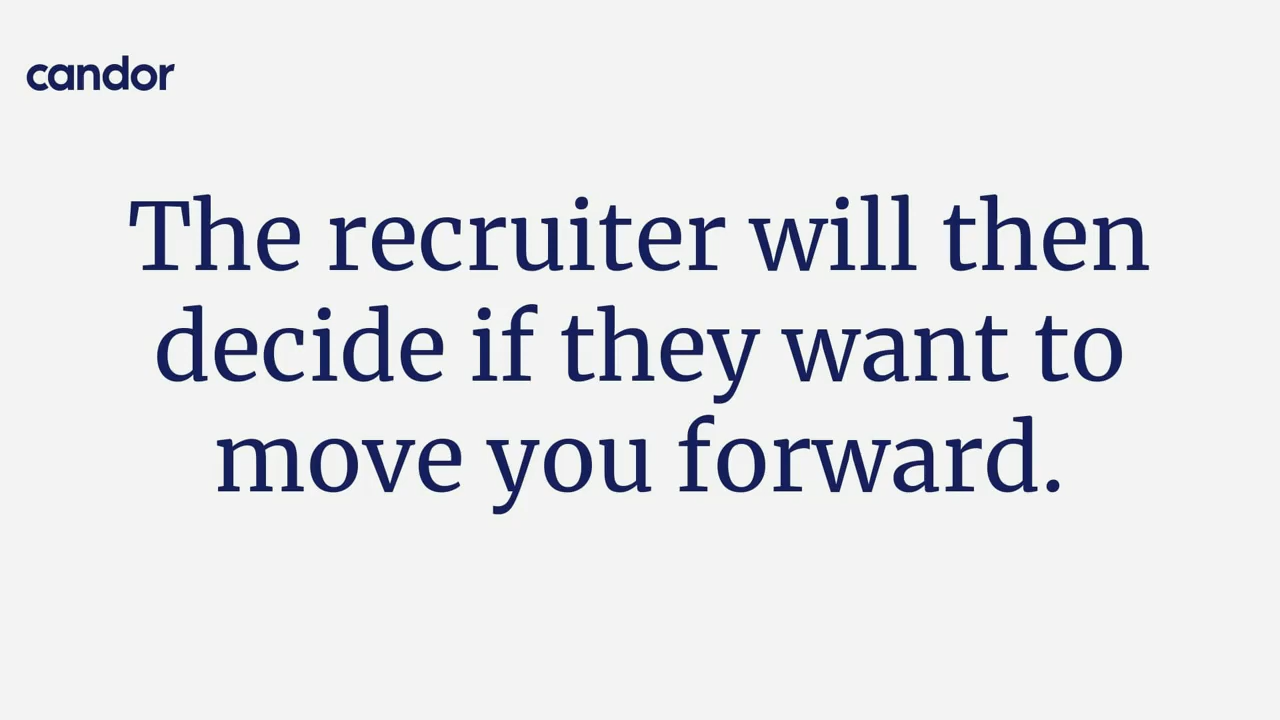 candor
The recruiter will then
decide if they want to
move you forward.